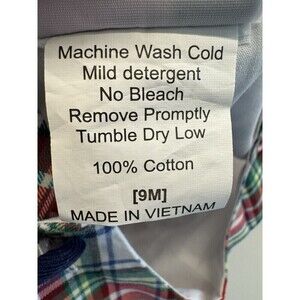 Machine Wash Cold
Mild detergent
No Bleach
Remove Promptly
Tumble Dry Low
100% Cotton
[9M]
MADE IN VIETNAM